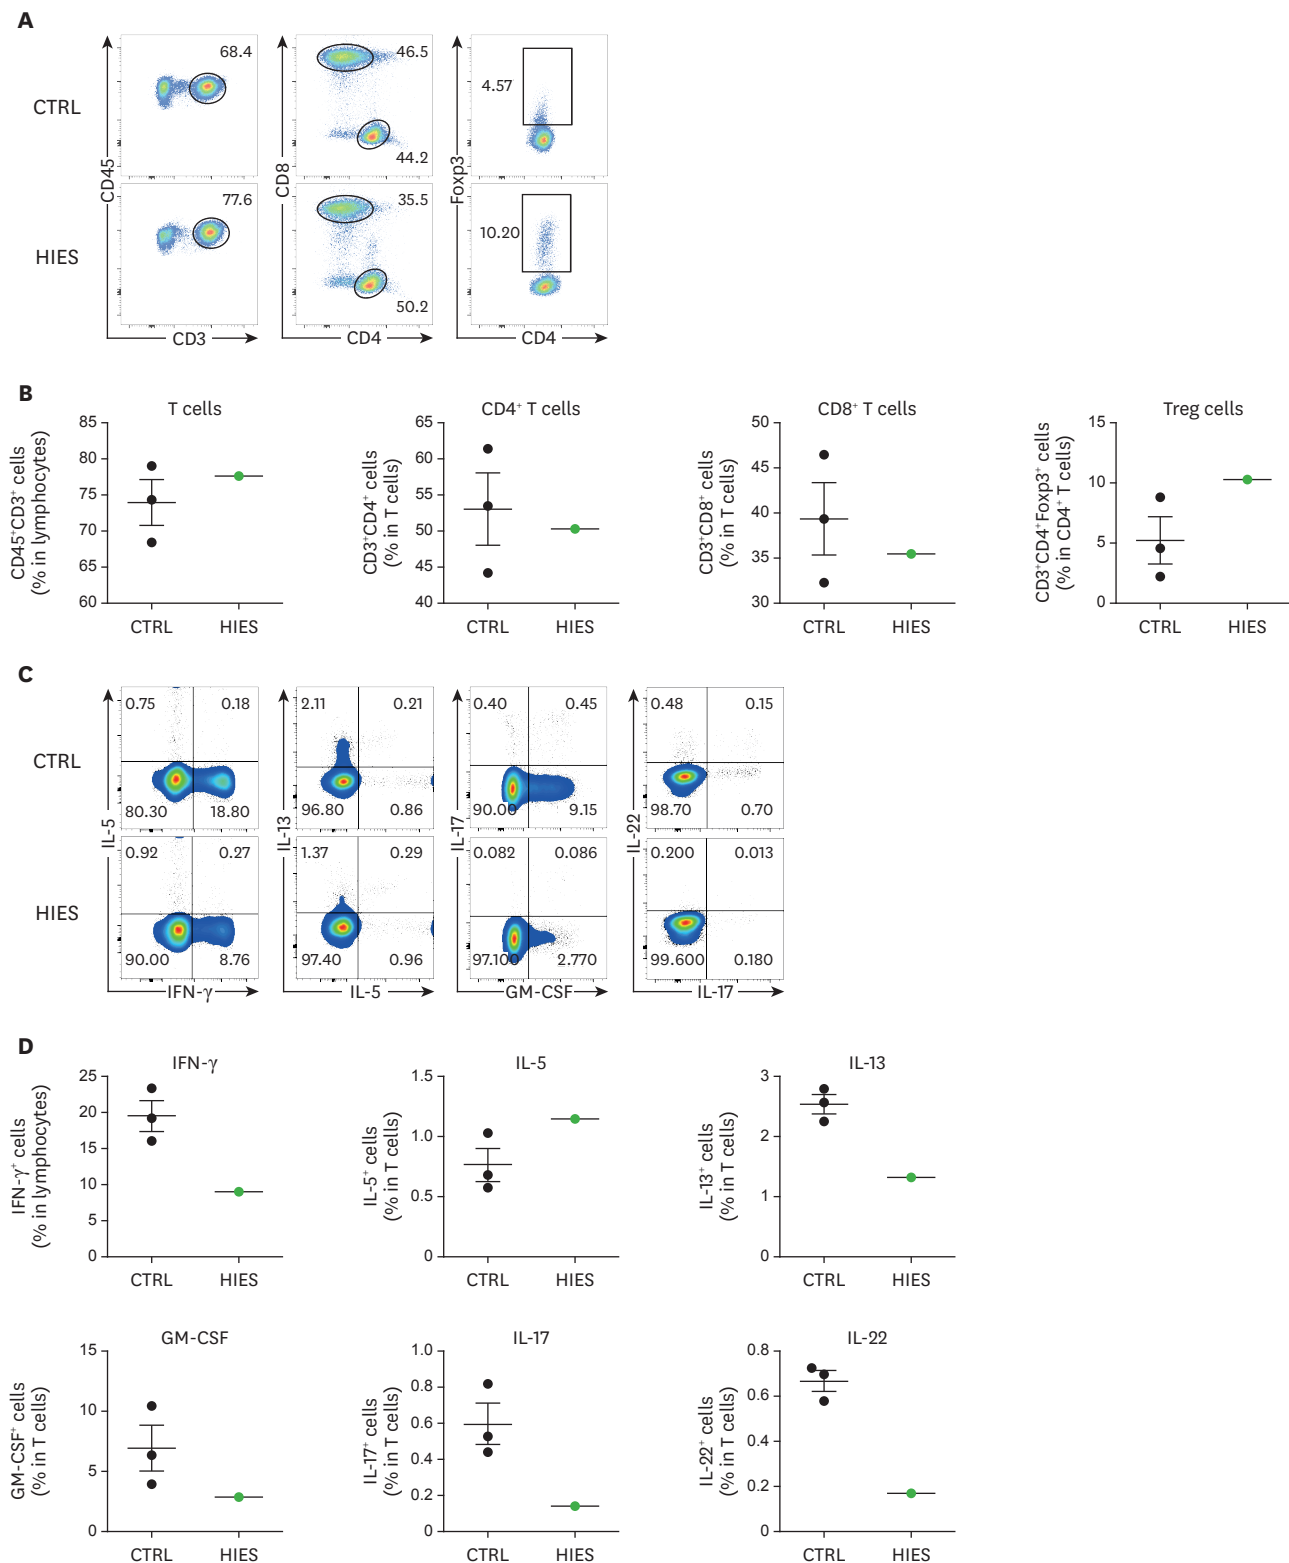 A
CTRL
HIES
CD45
CD8
Foxp3
68.4
46.5
44.2
4.57
77.6
35.5
50.2
10.20
CD3
CD4
CD4
B
T cells
CD45⁺CD3⁺ cells
(% in lymphocytes)
85
80
75
70
65
60
CTRL HIES
CD4⁺ T cells
CD3⁺CD4⁺ cells
(% in T cells)
65
60
55
50
45
40
CTRL HIES
CD8⁺ T cells
CD3⁺CD8⁺ cells
(% in T cells)
50
45
40
35
30
CTRL HIES
Treg cells
CD3⁺CD4⁺Foxp3⁺ cells
(% in CD4⁺ T cells)
15
10
5
0
CTRL HIES
C
CTRL
HIES
IL-5
0.75 0.18
80.30 18.80
0.92 0.27
90.00 8.76
IFN-γ
IL-13
2.11 0.21
96.80 0.86
1.37 0.29
97.40 0.96
IL-5
IL-17
0.40 0.45
90.00 9.15
0.082 0.086
97.100 2.770
GM-CSF
IL-22
0.48 0.15
98.70 0.70
0.200 0.013
99.600 0.180
IL-17
D
IFN-γ
IFN-γ⁺ cells
(% in lymphocytes)
25
20
15
10
5
0
CTRL HIES
IL-5
IL-5⁺ cells
(% in T cells)
1.5
1.0
0.5
0
CTRL HIES
IL-13
IL-13⁺ cells
(% in T cells)
3
2
1
0
CTRL HIES
GM-CSF
GM-CSF⁺ cells
(% in T cells)
15
10
5
0
CTRL HIES
IL-17
IL-17⁺ cells
(% in T cells)
1.0
0.8
0.6
0.4
0.2
0
CTRL HIES
IL-22
IL-22⁺ cells
(% in T cells)
0.8
0.6
0.4
0.2
0
CTRL HIES